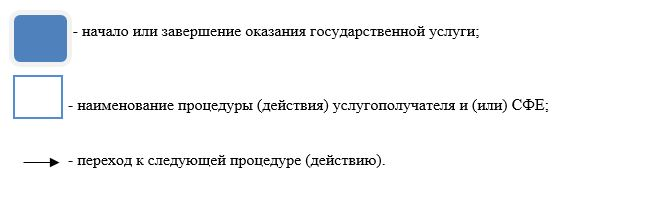 - начало или завершение оказания государственной услуги;
- наименование процедуры (действия) услугополучателя и (или) СФЕ;
- переход к следующей процедуре (действию).